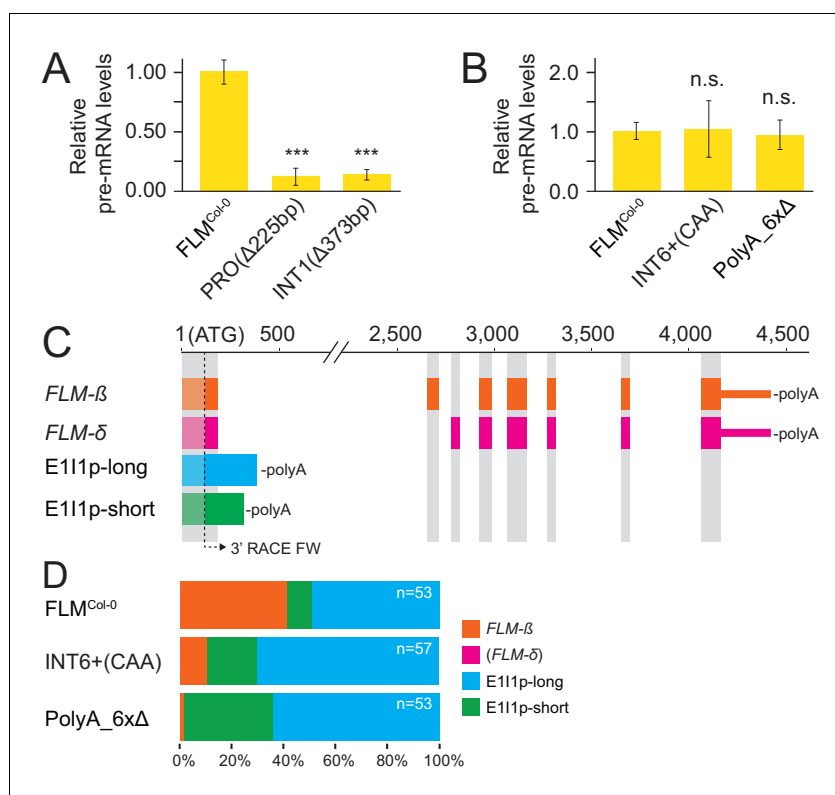 A
Relative
pre-mRNA levels
1.00
0.50
0.00
***
***
FLMCol-0
PRO(Δ225bp)
INT1(Δ373bp)
B
Relative
pre-mRNA levels
2.0
1.0
0.0
n.s.
n.s.
FLMCol-0
INT6+(CAA)
PolyA_6xΔ
C
1(ATG) 500 // 2,500 3,000 3,500 4,000 4,500
FLM-ß
-polyA
FLM-δ
-polyA
E1I1p-long
-polyA
E1I1p-short
-polyA
3' RACE FW
D
FLMCol-0
n=53
INT6+(CAA)
n=57
PolyA_6xΔ
n=53
0% 20% 40% 60% 80% 100%
FLM-ß
(FLM-δ)
E1I1p-long
E1I1p-short